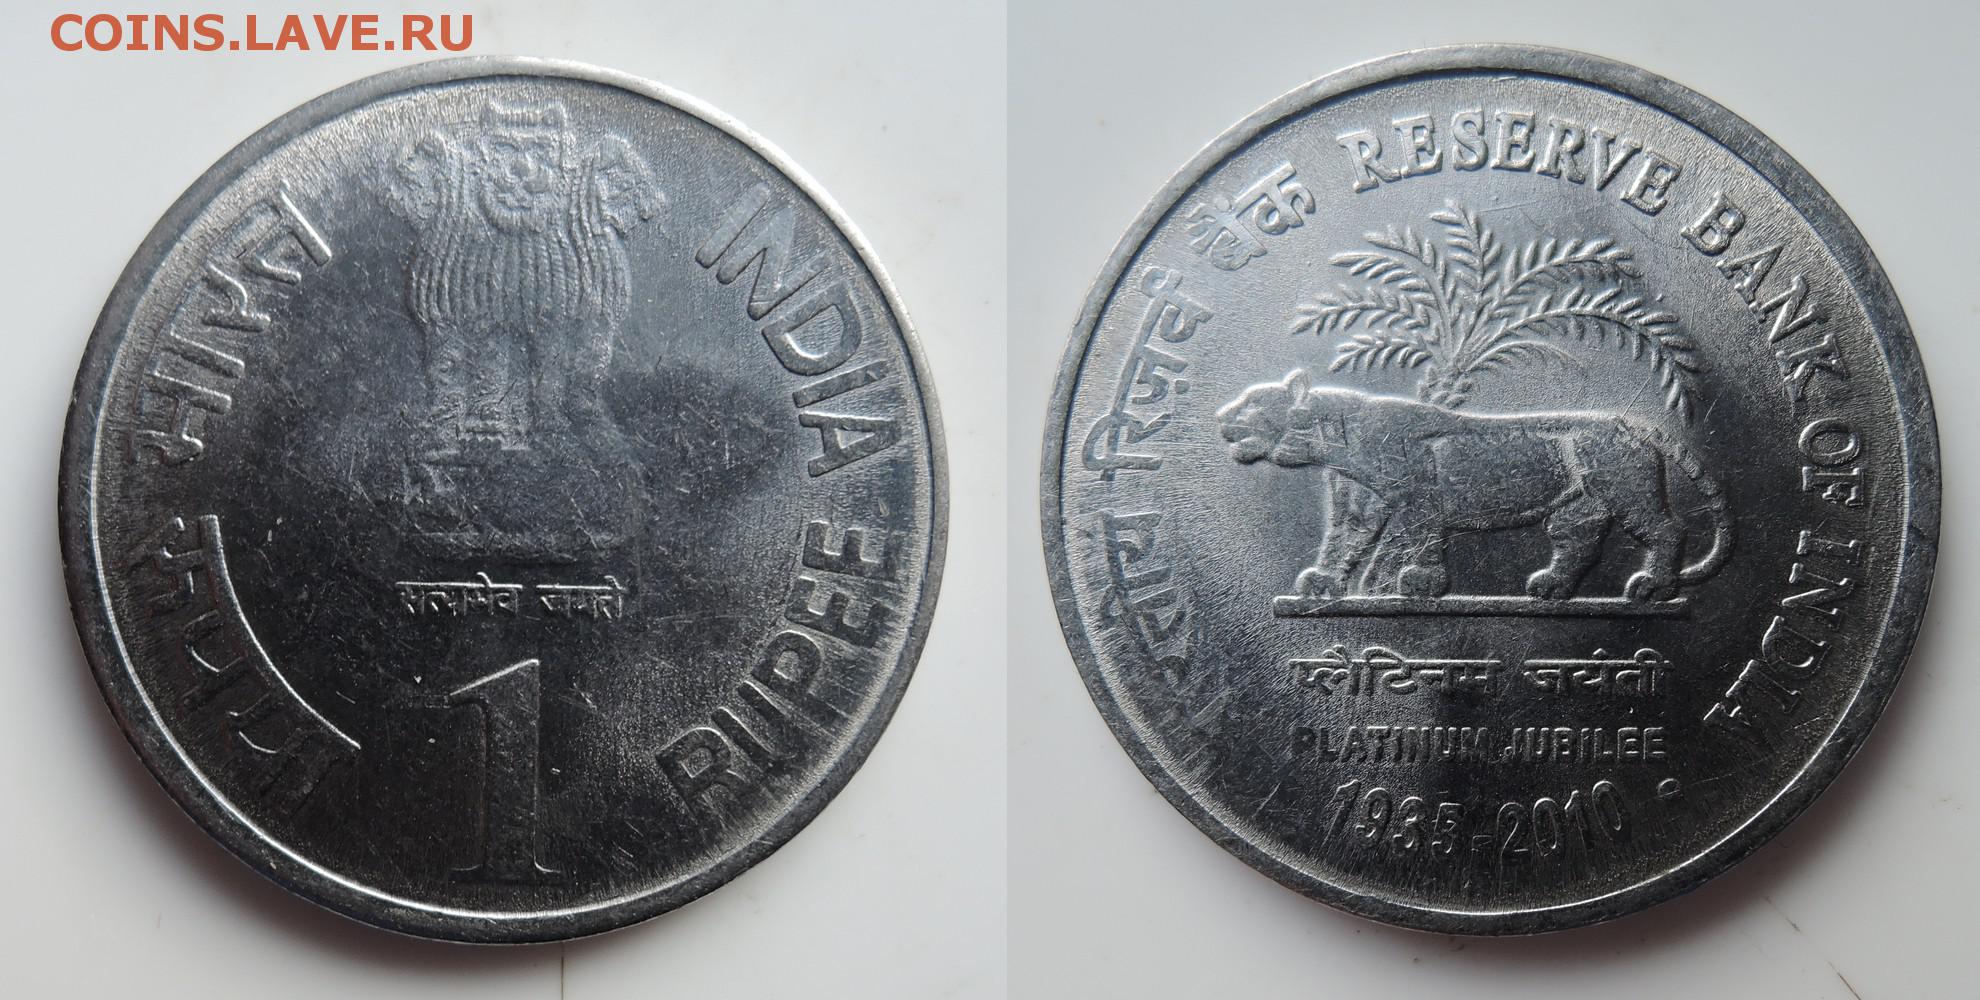 COINS.LAVE.RU
भारत INDIA
सत्यमेव जयते
रुपया 1 RUPEE
भारतीय रिज़र्व बैंक RESERVE BANK OF INDIA
प्लैटिनम जयंती
PLATINUM JUBILEE
1935-2010